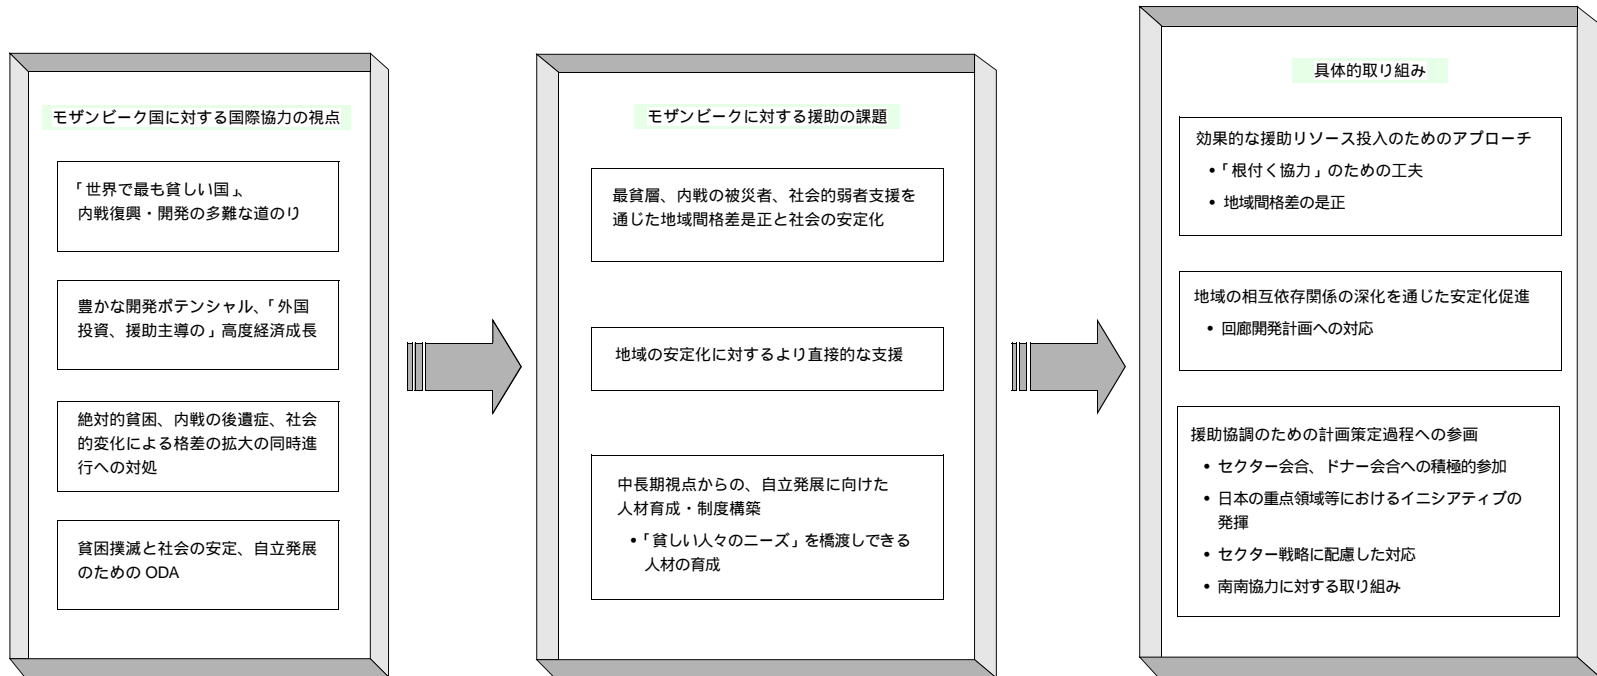 モザンビーク国に対する国際協力の視点
「世界で最も貧しい国」、
内戦復興・開発の多難な道のり
豊かな開発ポテンシャル、「外国
投資、援助主導の」高度経済成長
絶対的貧困、内戦の後遺症、社会
的変化による格差の拡大の同時進
行への対処
貧困撲滅と社会の安定、自立発展
のための ODA
モザンビークに対する援助の課題
最貧層、内戦の被災者、社会的弱者支援を
通じた地域間格差是正と社会の安定化
地域の安定化に対するより直接的な支援
中長期視点からの、自立発展に向けた
人材育成・制度構築
•「貧しい人々のニーズ」を橋渡しできる
人材の育成
具体的取り組み
効果的な援助リソース投入のためのアプローチ
•「根付く協力」のための工夫
• 地域間格差の是正
地域の相互依存関係の深化を通じた安定化促進
• 回廊開発計画への対応
援助協調のための計画策定過程への参画
• セクター会合、ドナー会合への積極的参加
• 日本の重点領域等におけるイニシアティブの
発揮
• セクター戦略に配慮した対応
• 南南協力に対する取り組み